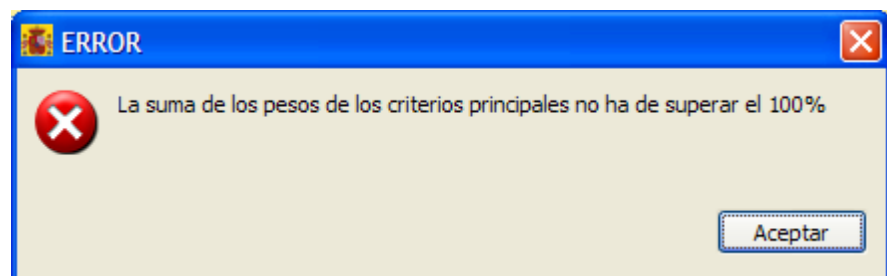 ERROR
La suma de los pesos de los criterios principales no ha de superar el 100%
Aceptar